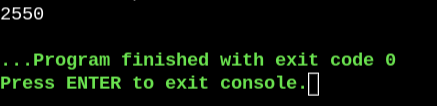 2550
...Program finished with exit code 0
Press ENTER to exit console.